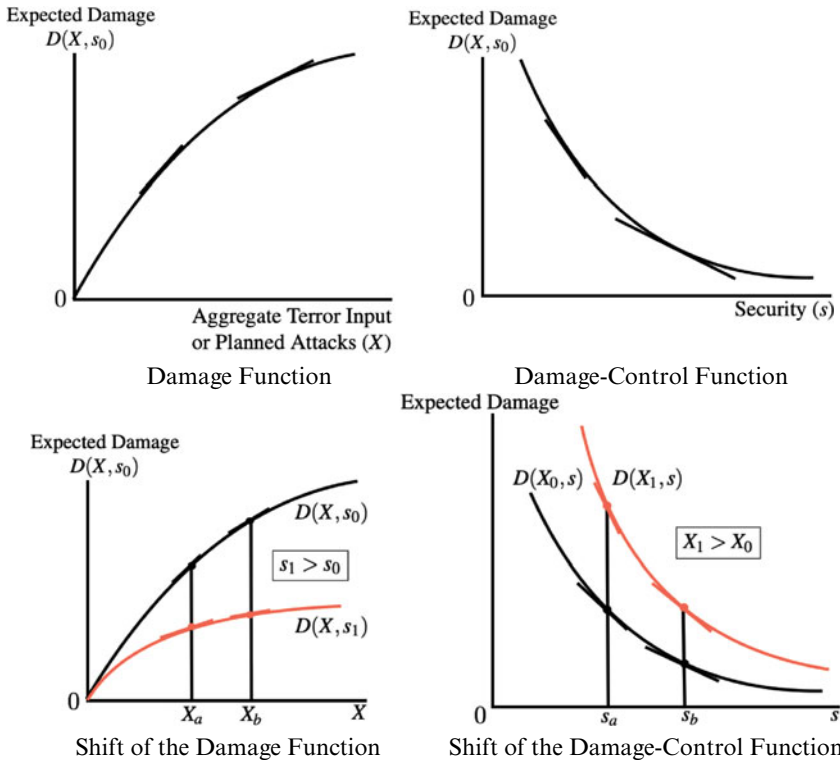 Expected Damage
D(X, s₀)
0
Aggregate Terror Input
or Planned Attacks (X)
Damage Function
Expected Damage
D(X, s₀)
0
Security (s)
Damage-Control Function
Expected Damage
D(X, s₀)
D(X, s₀)
s₁ > s₀
D(X, s₁)
0
Xₐ
X_b
X
Shift of the Damage Function
Expected Damage
D(X₀, s)
D(X₁, s)
X₁ > X₀
0
sₐ
s_b
s
Shift of the Damage-Control Function